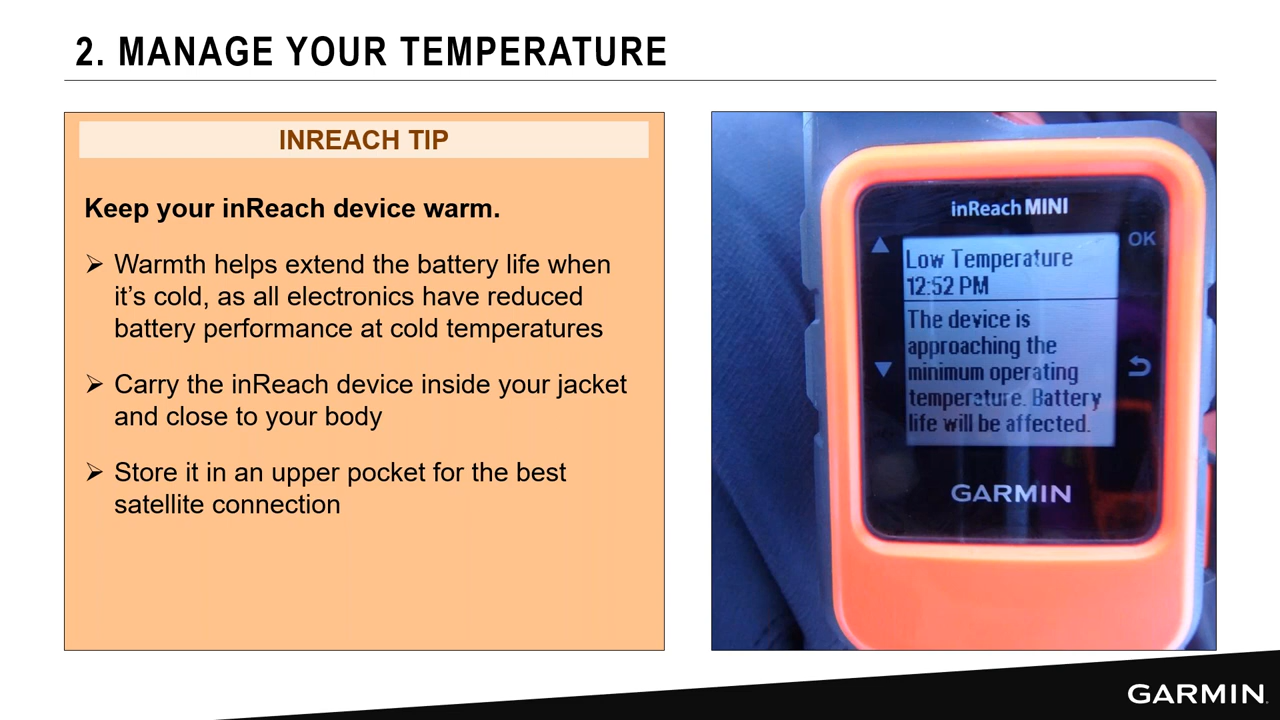 2. MANAGE YOUR TEMPERATURE
INREACH TIP
Keep your inReach device warm.
➢ Warmth helps extend the battery life when
it’s cold, as all electronics have reduced
battery performance at cold temperatures
➢ Carry the inReach device inside your jacket
and close to your body
➢ Store it in an upper pocket for the best
satellite connection
inReach MINI
OK
Low Temperature
12:52 PM
The device is
approaching the
minimum operating
temperature. Battery
life will be affected.
GARMIN
GARMIN